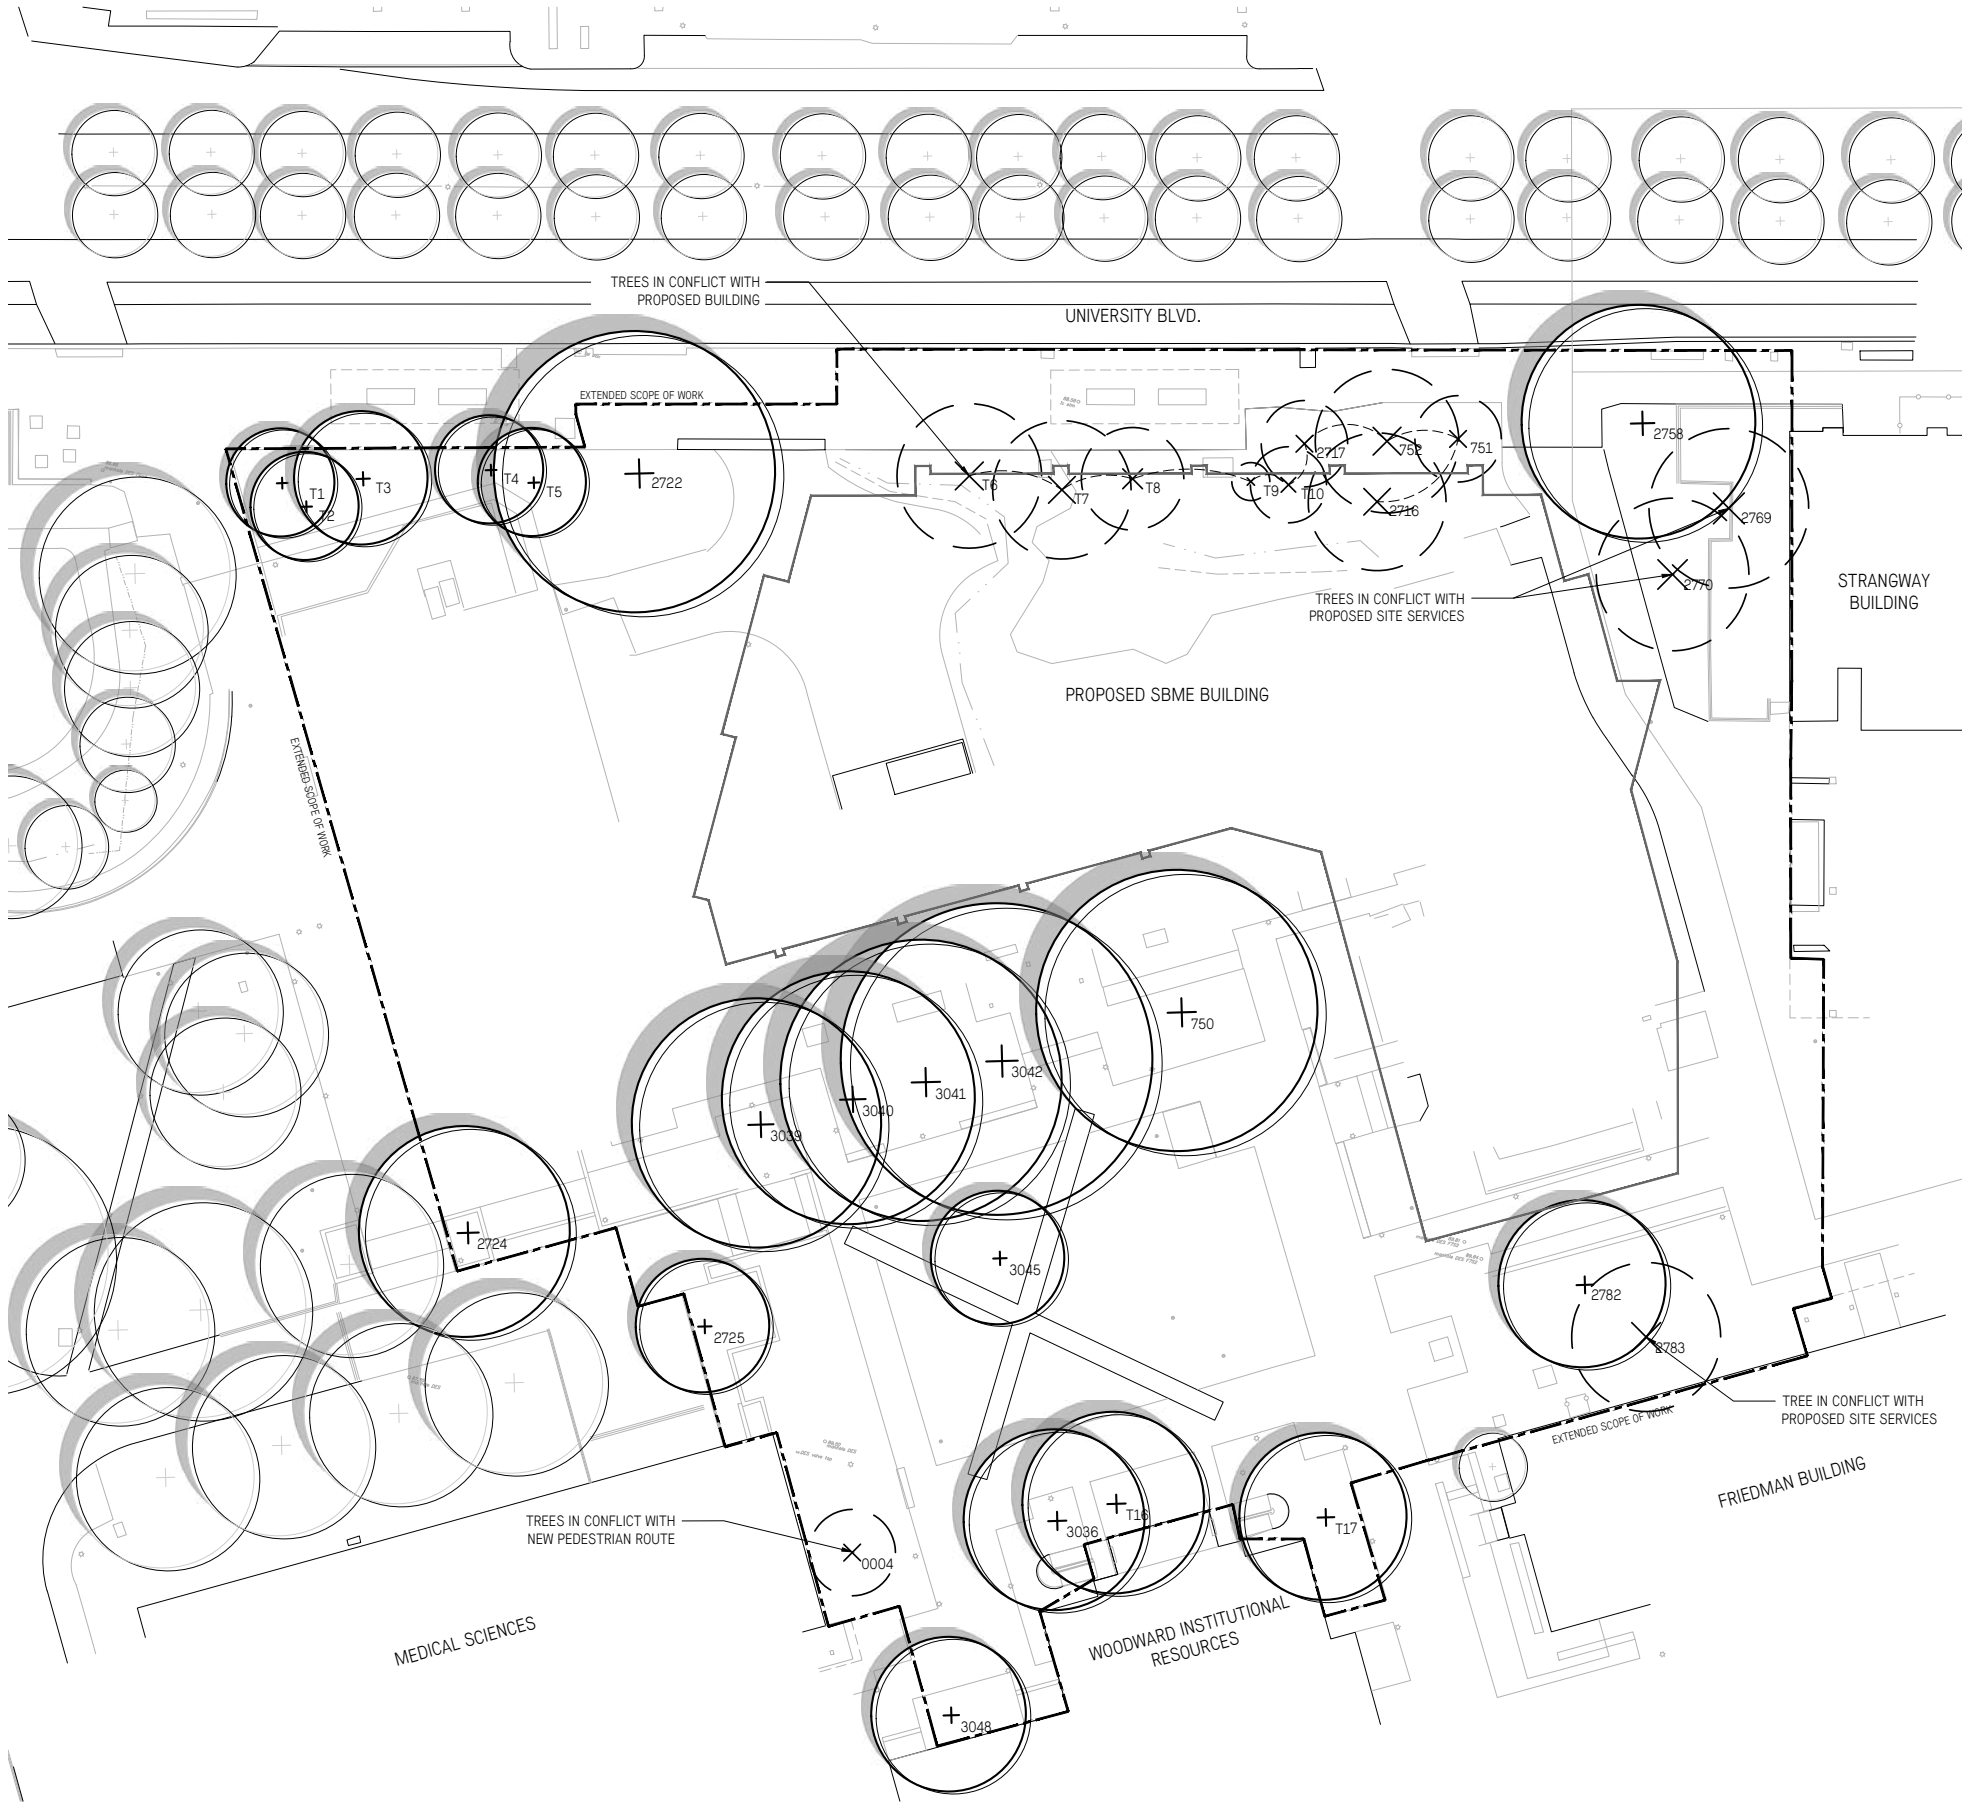 TREES IN CONFLICT WITH
PROPOSED BUILDING
UNIVERSITY BLVD.
EXTENDED SCOPE OF WORK
2758
2717
752
751
T1
T2
T3
T4
T5
2722
T6
T7
T8
T9
T10
2716
2769
2770
TREES IN CONFLICT WITH
PROPOSED SITE SERVICES
STRANGWAY
BUILDING
PROPOSED SBME BUILDING
EXTENDED SCOPE OF WORK
750
3042
3041
3040
3039
2724
3045
2725
2782
2783
TREE IN CONFLICT WITH
PROPOSED SITE SERVICES
EXTENDED SCOPE OF WORK
FRIEDMAN BUILDING
TREES IN CONFLICT WITH
NEW PEDESTRIAN ROUTE
0004
3036
T16
T17
MEDICAL SCIENCES
WOODWARD INSTITUTIONAL
RESOURCES
3048